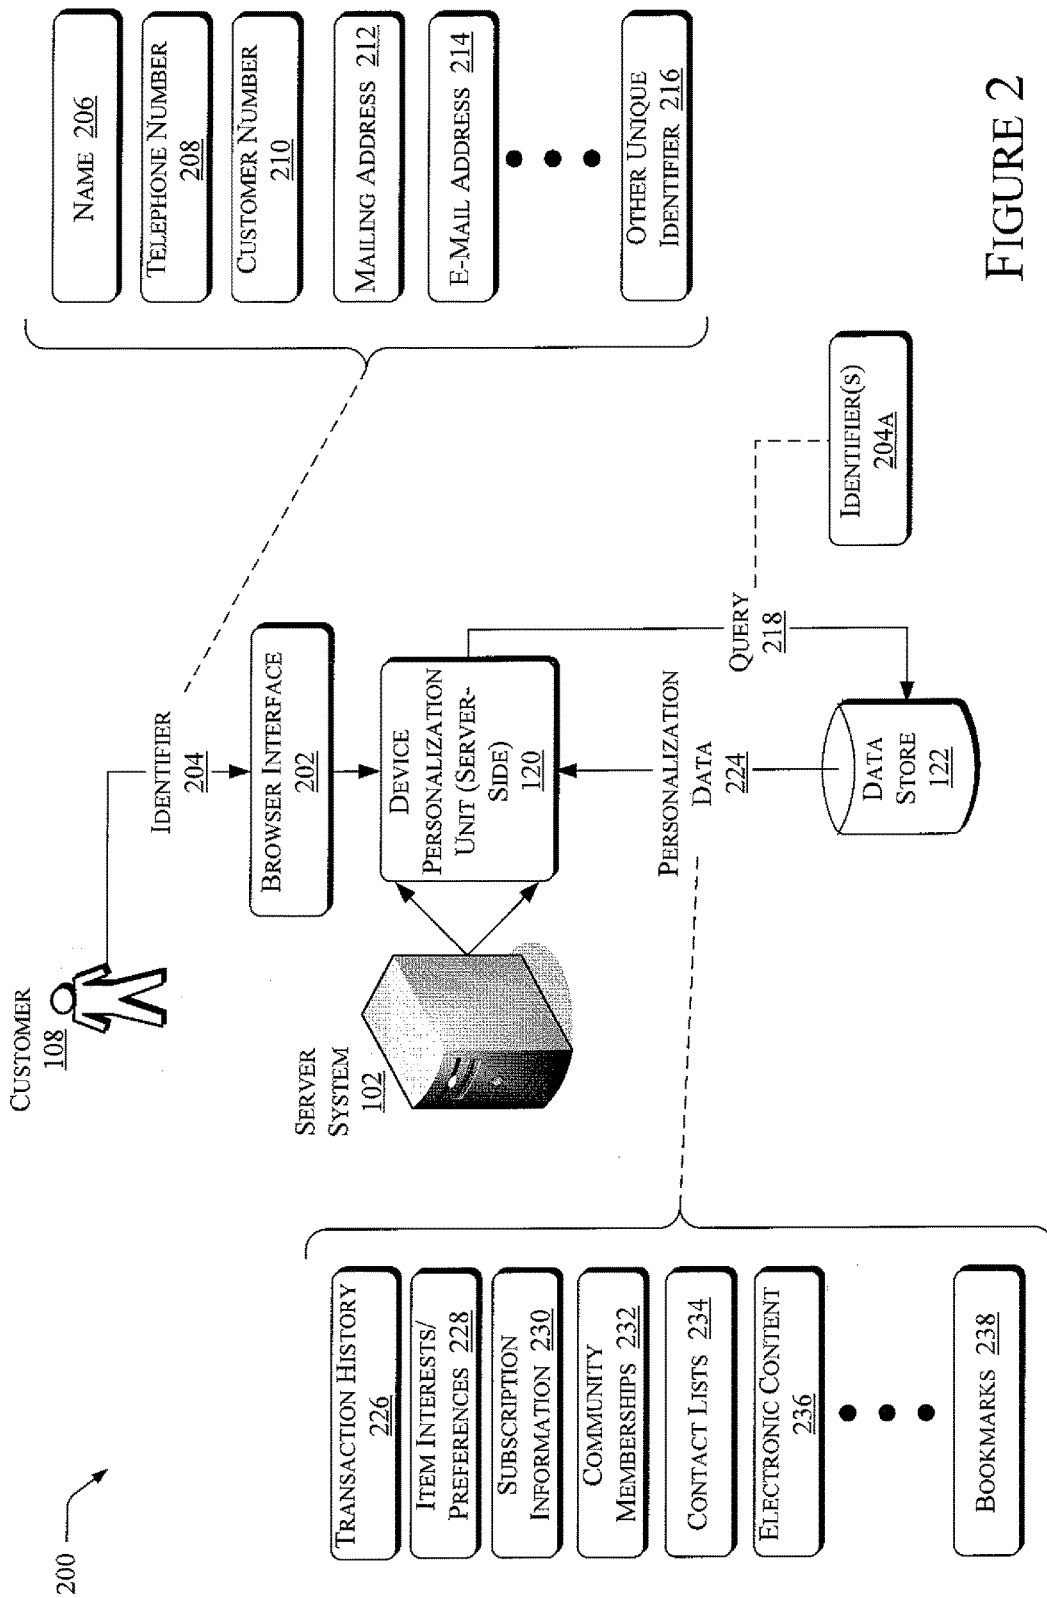 200
CUSTOMER
108
IDENTIFIER
204
BROWSER INTERFACE
202
SERVER
SYSTEM
102
DEVICE
PERSONALIZATION
UNIT (SERVER-
SIDE)
120
PERSONALIZATION
DATA
224
QUERY
218
DATA
STORE
122
IDENTIFIER(S)
204A
TRANSACTION HISTORY
226
ITEM INTERESTS/
PREFERENCES 228
SUBSCRIPTION
INFORMATION 230
COMMUNITY
MEMBERSHIPS 232
CONTACT LISTS 234
ELECTRONIC CONTENT
236
BOOKMARKS 238
NAME 206
TELEPHONE NUMBER
208
CUSTOMER NUMBER
210
MAILING ADDRESS 212
E-MAIL ADDRESS 214
OTHER UNIQUE
IDENTIFIER 216
FIGURE 2